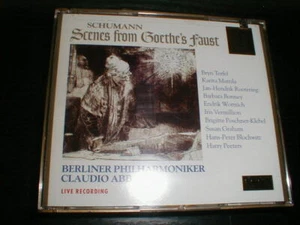 SCHUMANN
Scenes from Goethe's Faust
Bryn Terfel
Karita Mattila
Jan-Hendrik Rootering
Barbara Bonney
Endrik Wottrich
Iris Vermillion
Brigitte Poschner-Klebel
Susan Graham
Hans-Peter Blochwitz
Harry Peeters
BERLINER PHILHARMONIKER
CLAUDIO ABB
LIVE RECORDING